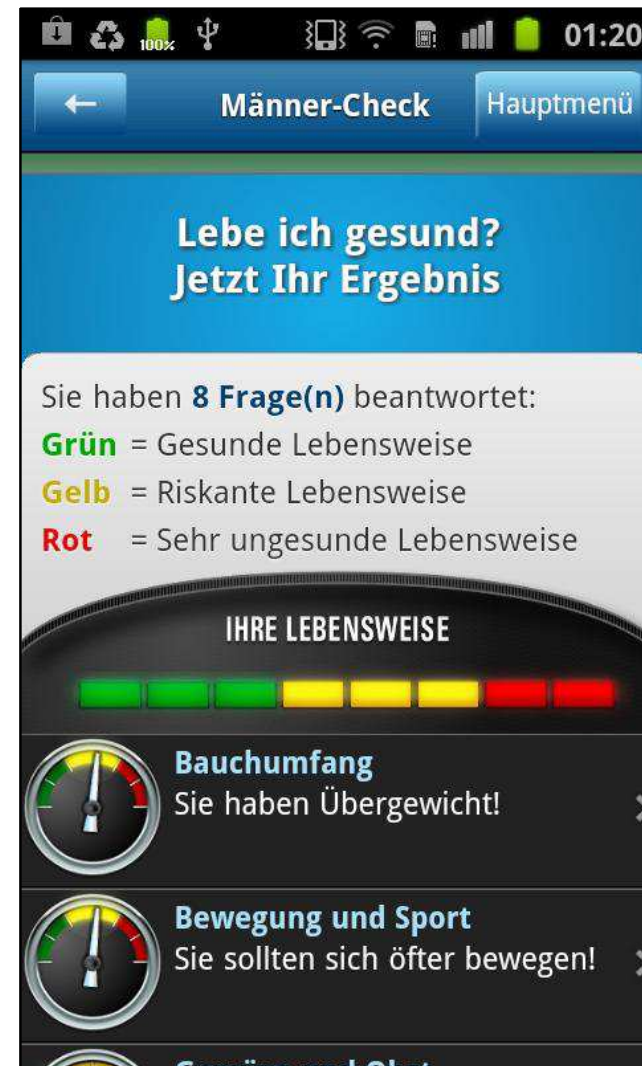 100%
01:20
Männer-Check
Hauptmenü
Lebe ich gesund?
Jetzt Ihr Ergebnis
Sie haben 8 Frage(n) beantwortet:
Grün = Gesunde Lebensweise
Gelb = Riskante Lebensweise
Rot = Sehr ungesunde Lebensweise
IHRE LEBENSWEISE
Bauchumfang
Sie haben Übergewicht!
Bewegung und Sport
Sie sollten sich öfter bewegen!